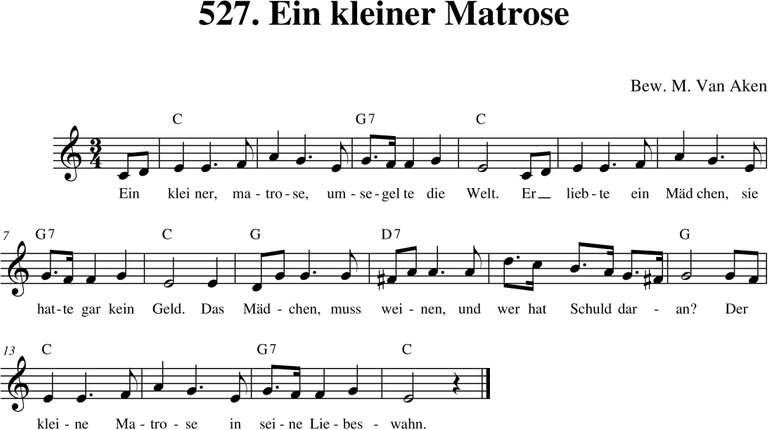 527. Ein kleiner Matrose
Bew. M. Van Aken
C G7 C
3
4
Ein klei ner, ma - tro - se, um - se - gel te die Welt. Er __ lieb - te ein Mäd chen, sie
7 G7 C G D7 G
hat - te gar kein Geld. Das Mäd - chen, muss wei - nen, und wer hat Schuld dar - an? Der
13 C G7 C
klei - ne Ma - tro - se in sei - ne Lie - bes - wahn.